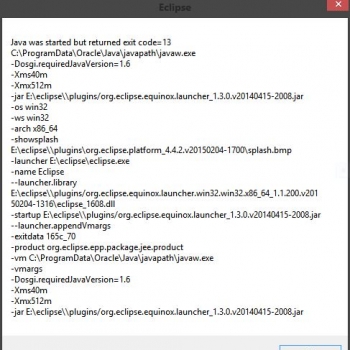 Eclipse
Java was started but returned exit code=13
C:\ProgramData\Oracle\Java\javapath\javaw.exe
-Dosgi.requiredJavaVersion=1.6
-Xms40m
-Xmx512m
-jar E:\eclipse\\plugins/org.eclipse.equinox.launcher_1.3.0.v20140415-2008.jar
-os win32
-ws win32
-arch x86_64
-showsplash
E:\eclipse\\plugins\org.eclipse.platform_4.4.2.v20150204-1700\splash.bmp
-launcher E:\eclipse\eclipse.exe
-name Eclipse
--launcher.library
E:\eclipse\\plugins/org.eclipse.equinox.launcher.win32.win32.x86_64_1.1.200.v201
50204-1316\eclipse_1608.dll
-startup E:\eclipse\\plugins/org.eclipse.equinox.launcher_1.3.0.v20140415-2008.jar
--launcher.appendVmargs
-exitdata 165c_70
-product org.eclipse.epp.package.jee.product
-vm C:\ProgramData\Oracle\Java\javapath\javaw.exe
-vmargs
-Dosgi.requiredJavaVersion=1.6
-Xms40m
-Xmx512m
-jar E:\eclipse\\plugins/org.eclipse.equinox.launcher_1.3.0.v20140415-2008.jar